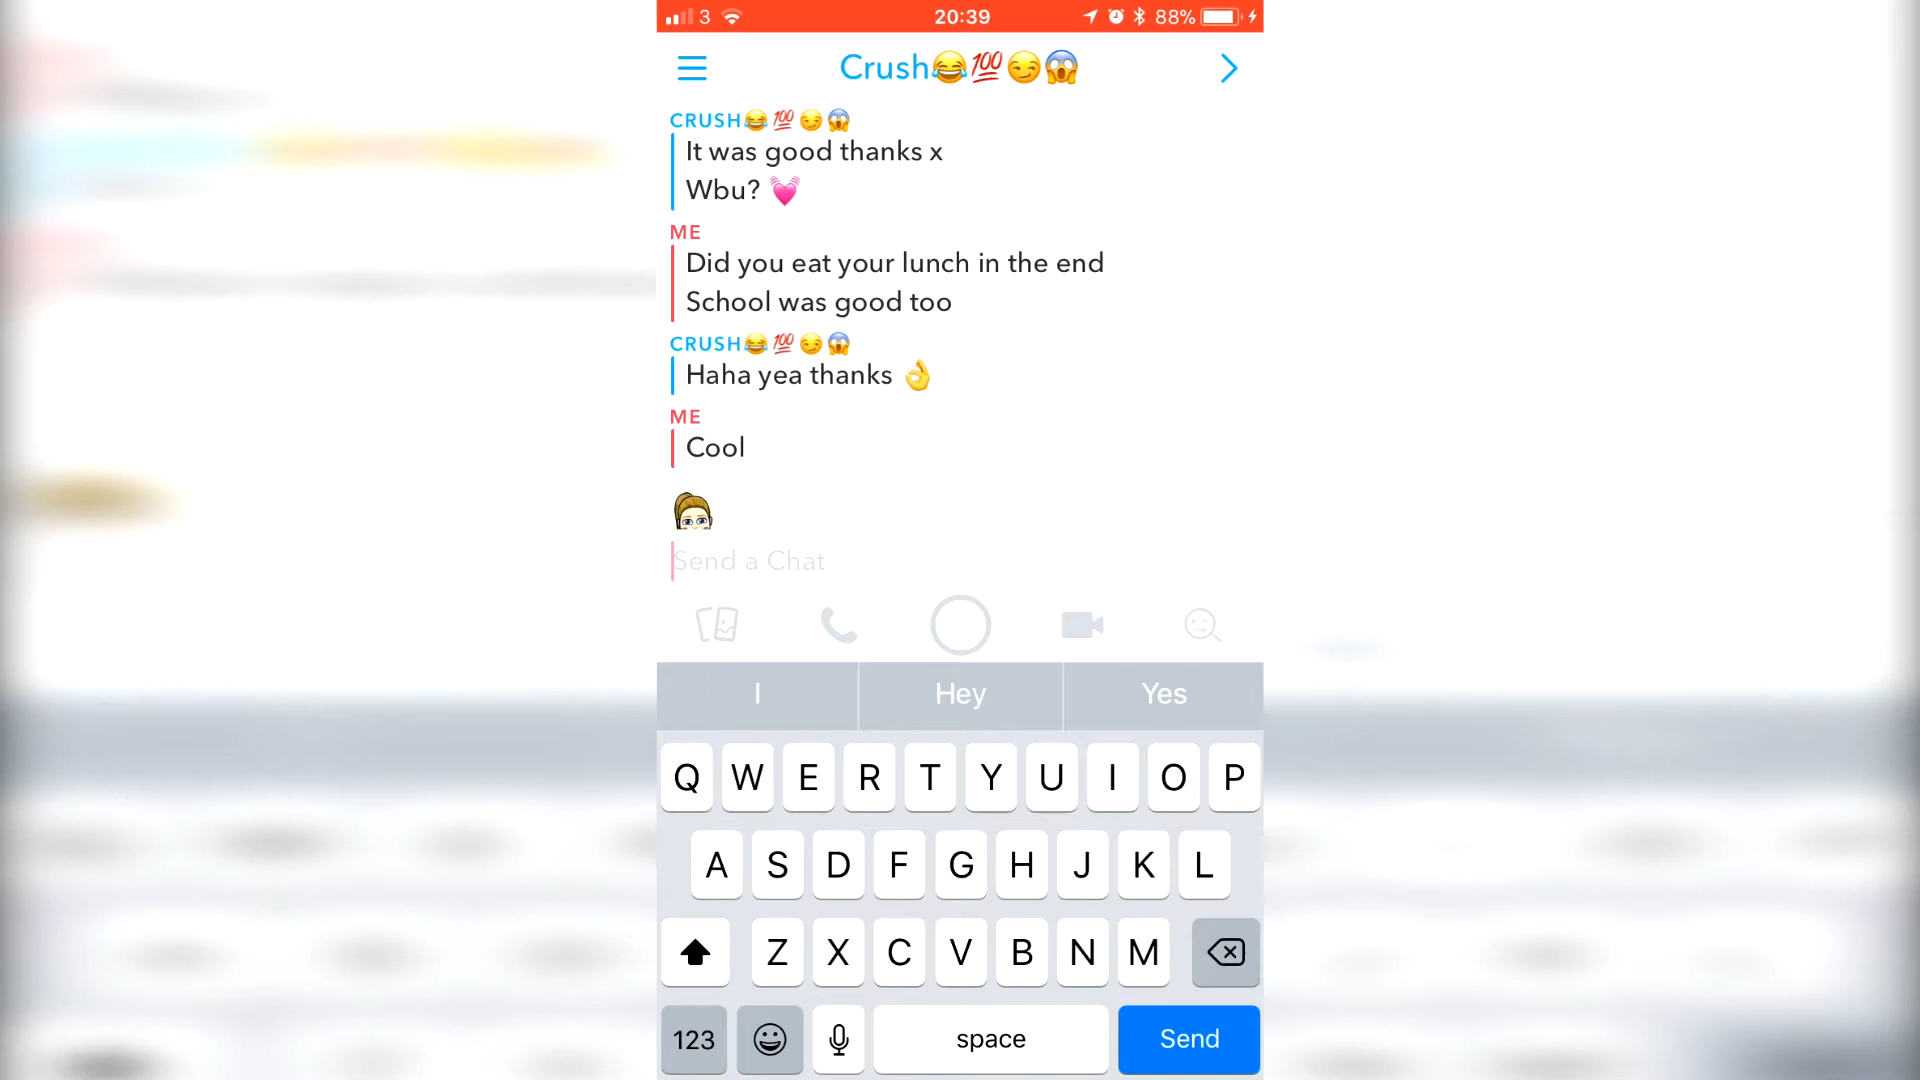 3 20:39 88%
Crush😂💯😏😱
CRUSH😂💯😏😱
It was good thanks x
Wbu? 💓
ME
Did you eat your lunch in the end
School was good too
CRUSH😂💯😏😱
Haha yea thanks 👌
ME
Cool
Send a Chat
I Hey Yes
Q W E R T Y U I O P
A S D F G H J K L
Z X C V B N M
123 space Send